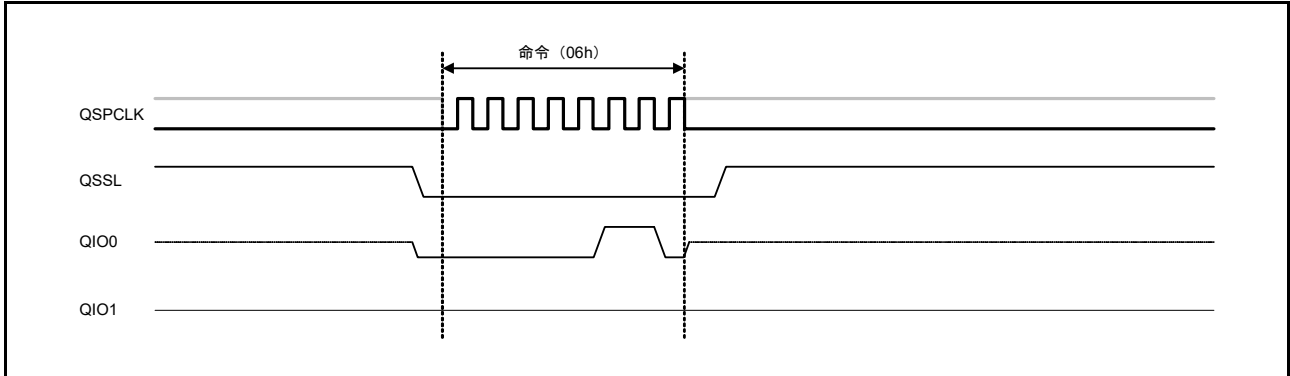 命令（06h）
QSPCLK
QSSL
QIO0
QIO1